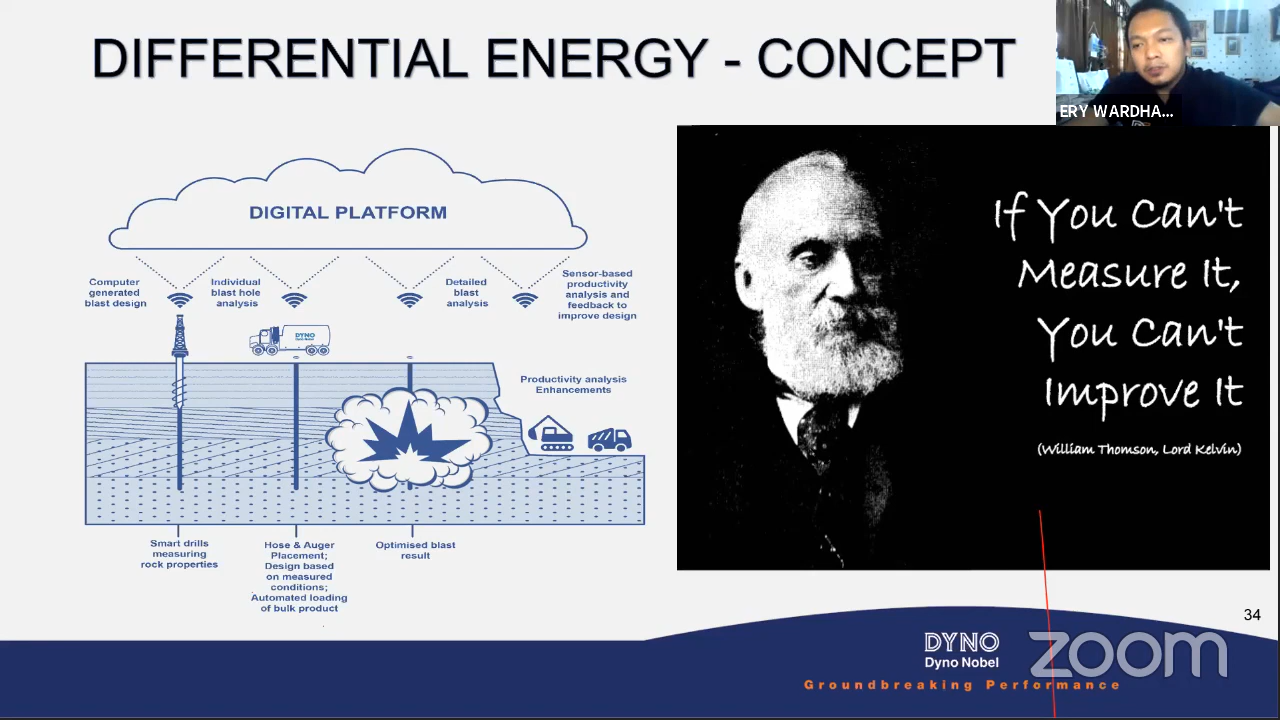 DIFFERENTIAL ENERGY - CONCEPT
ERY WARDHA...
DIGITAL PLATFORM
Computer
generated
blast design
Individual
blast hole
analysis
Detailed
blast
analysis
Sensor-based
productivity
analysis and
feedback to
improve design
DYNO
Dyno Nobel
Productivity analysis
Enhancements
Smart drills
measuring
rock properties
Hose & Auger
Placement;
Design based
on measured
conditions;
Automated loading
of bulk product
Optimised blast
result
If You Can't
Measure It,
You Can't
Improve It
(William Thomson, Lord Kelvin)
34
DYNO
Dyno Nobel
Groundbreaking Performance
zoom